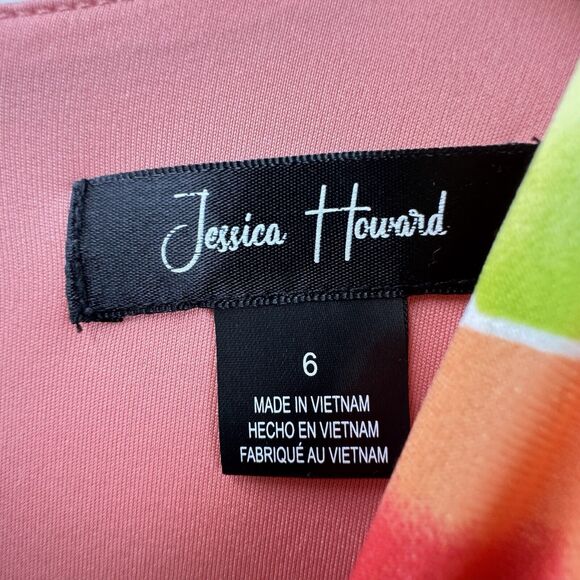 Jessica Howard
6
MADE IN VIETNAM
HECHO EN VIETNAM
FABRIQUÉ AU VIETNAM